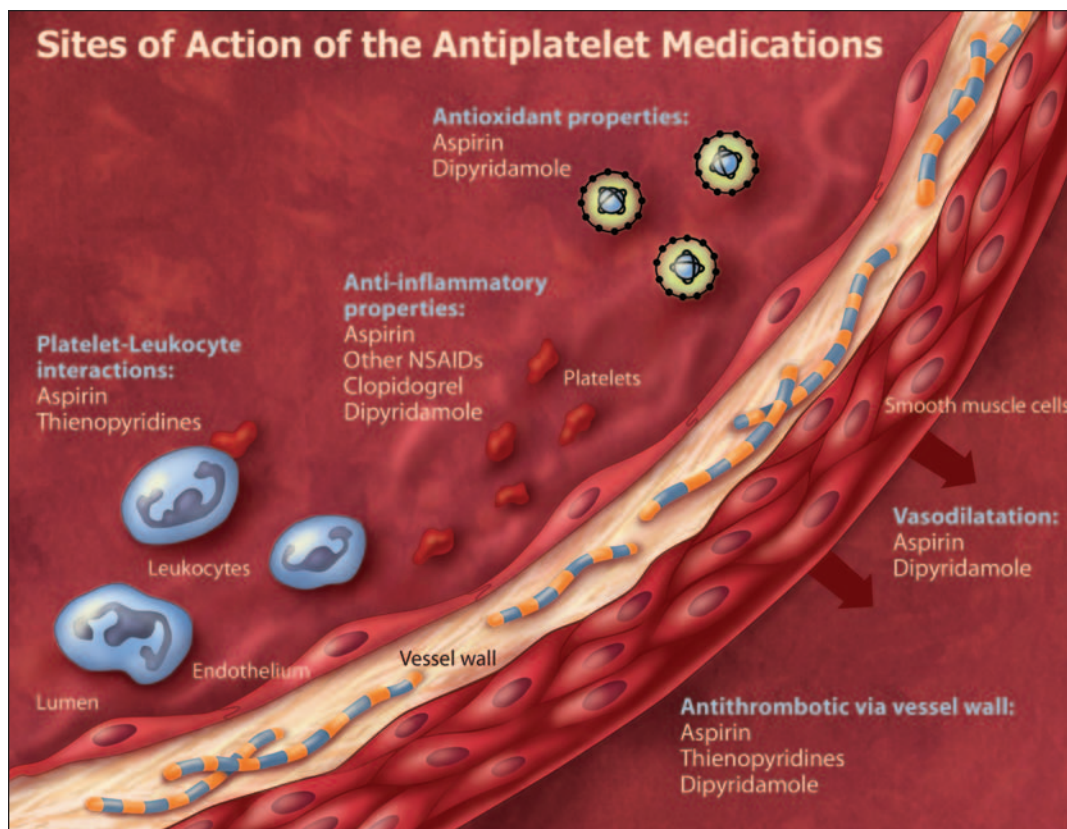 Sites of Action of the Antiplatelet Medications
Antioxidant properties:
Aspirin
Dipyridamole
Anti-inflammatory
properties:
Aspirin
Other NSAIDs
Clopidogrel
Dipyridamole
Platelet-Leukocyte
interactions:
Aspirin
Thienopyridines
Platelets
Smooth muscle cells
Vasodilatation:
Aspirin
Dipyridamole
Leukocytes
Endothelium
Vessel wall
Lumen
Antithrombotic via vessel wall:
Aspirin
Thienopyridines
Dipyridamole